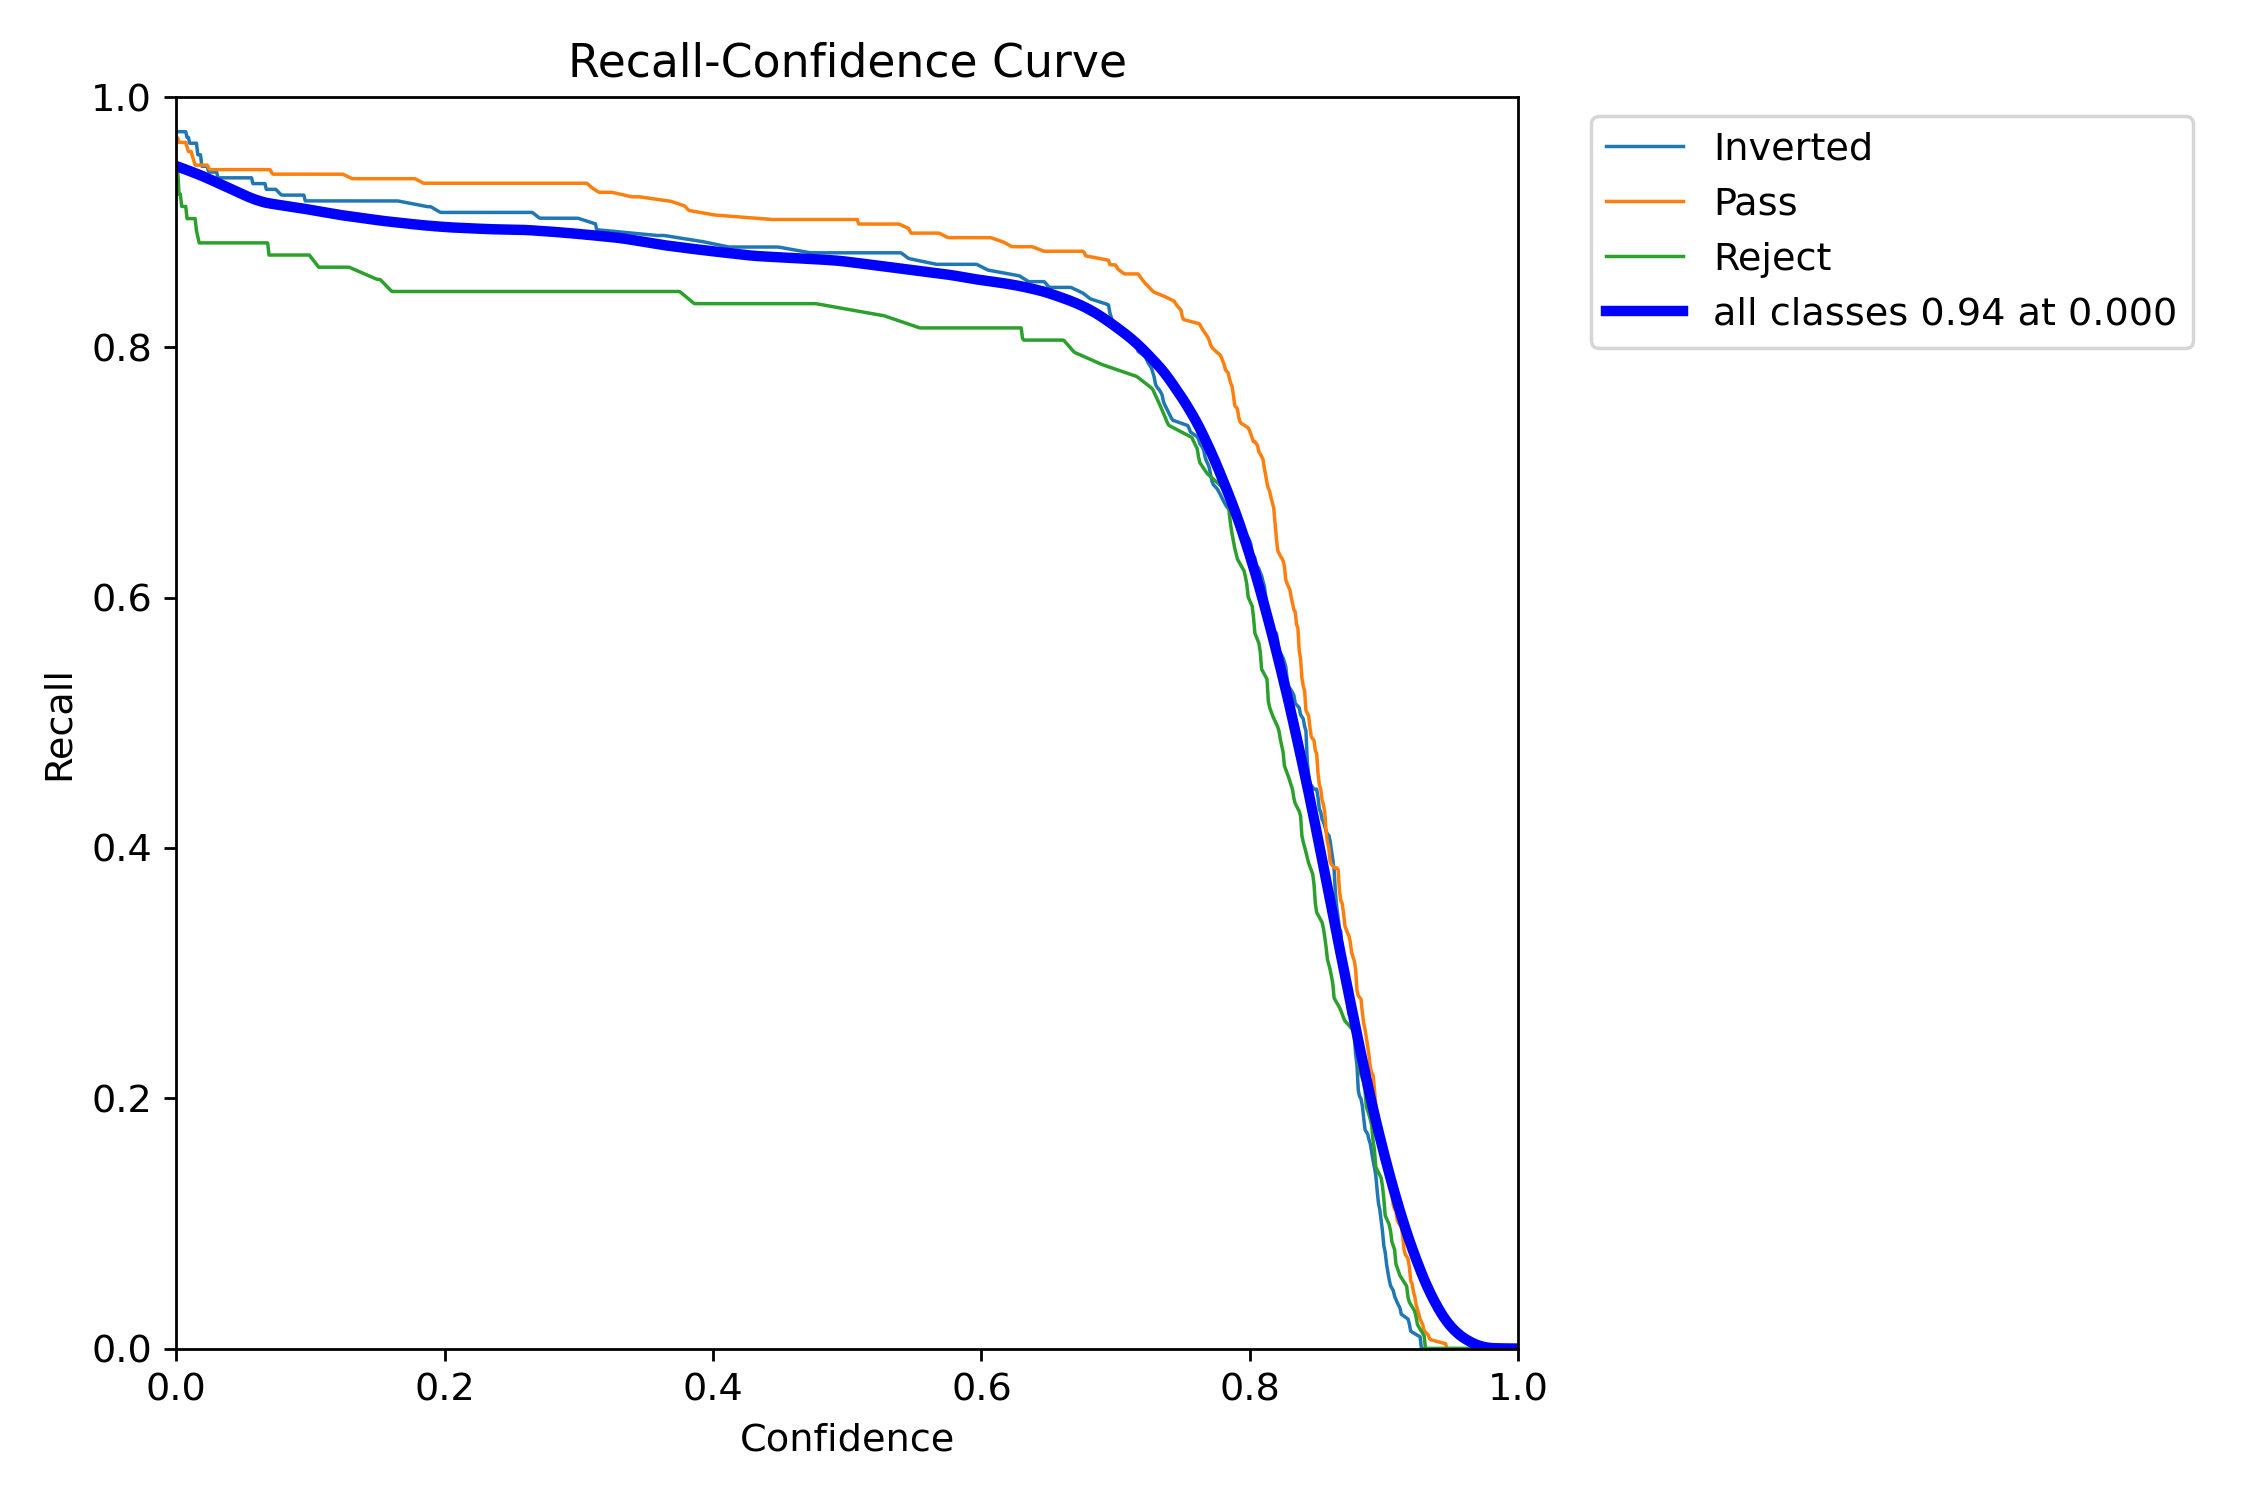 Recall-Confidence Curve
1.0
0.8
0.6
0.4
0.2
0.0
Recall
0.0 0.2 0.4 0.6 0.8 1.0
Confidence
Inverted
Pass
Reject
all classes 0.94 at 0.000